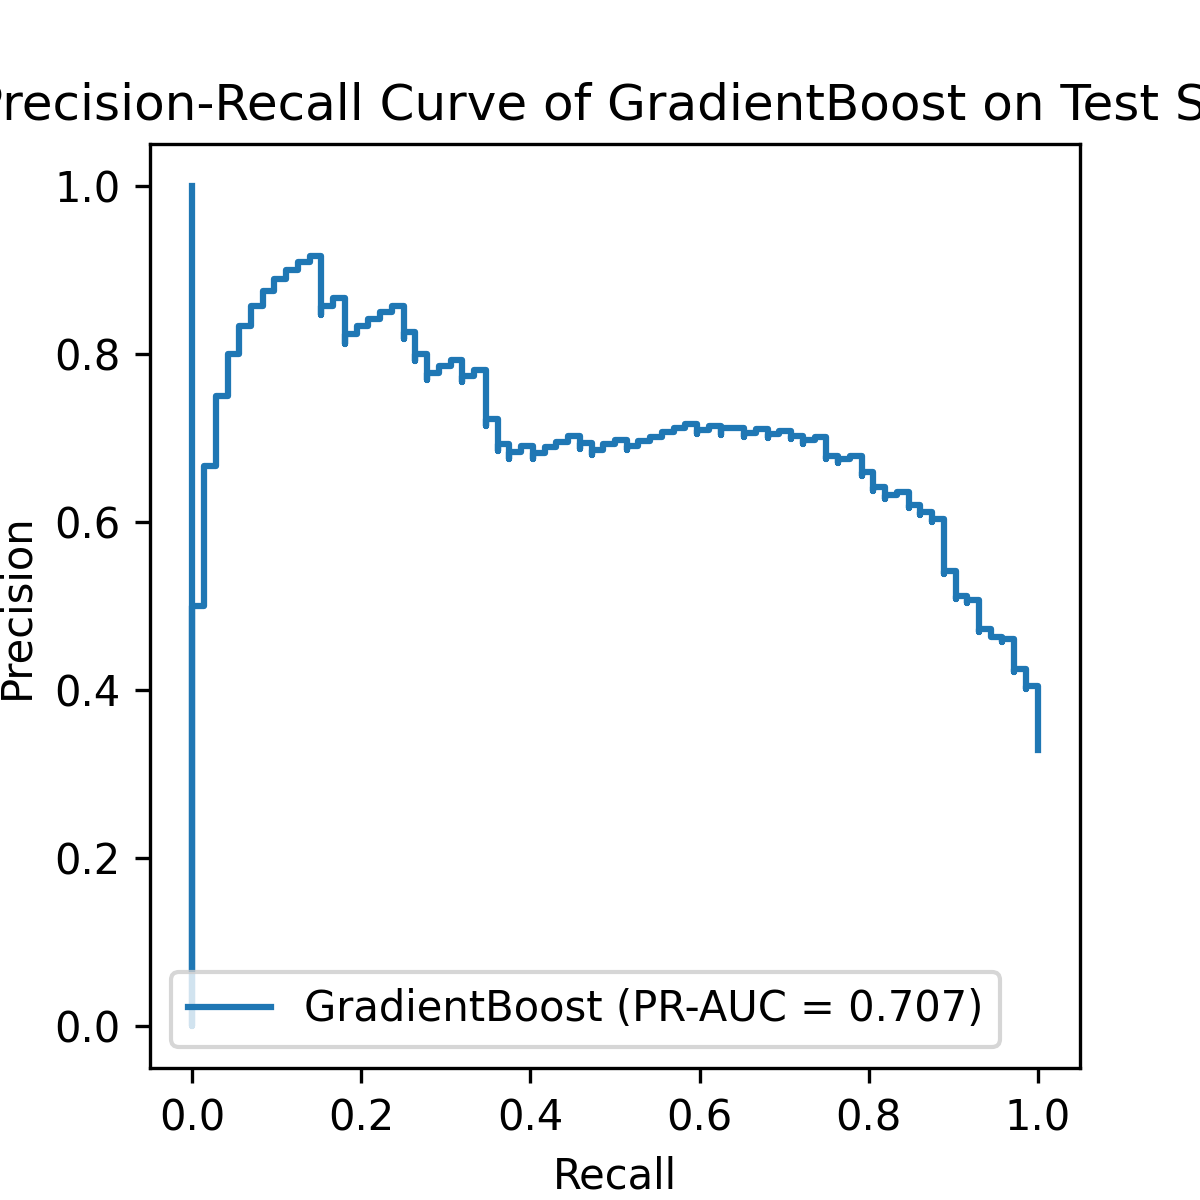 Precision-Recall Curve of GradientBoost on Test S
1.0
0.8
0.6
0.4
0.2
0.0
Precision
GradientBoost (PR-AUC = 0.707)
0.0 0.2 0.4 0.6 0.8 1.0
Recall